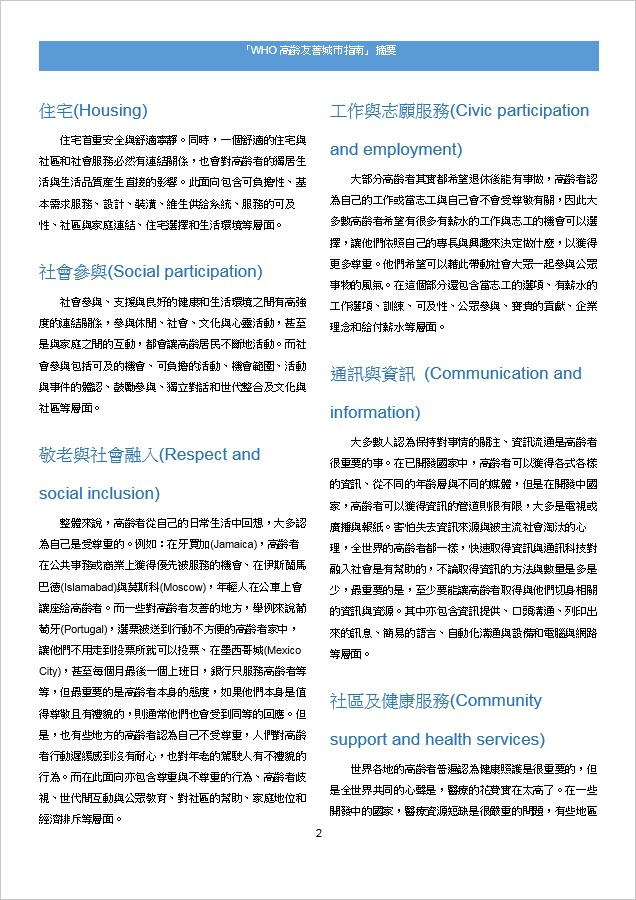 「WHO 高齡友善城市指南」摘要
住宅(Housing)
住宅首重安全與舒適寧靜。同時，一個舒適的住宅與
社區和社會服務必然有連結關係，也會對高齡者的獨居生
活與生活品質產生直接的影響。此面向包含可負擔性、基
本需求服務、設計、裝潢、維生供給系統、服務的可及
性、社區與家庭連結、住宅選擇和生活環境等層面。
社會參與(Social participation)
社會參與、支援與良好的健康和生活環境之間有高強
度的連結關係，參與休閒、社會、文化與心靈活動，甚至
是與家庭之間的互動，都會讓高齡居民不斷地活動。而社
會參與包括可及的機會、可負擔的活動、機會範圍、活動
與事件的體認、鼓勵參與、獨立對話和世代整合及文化與
社區等層面。
敬老與社會融入(Respect and
social inclusion)
整體來說，高齡者從自己的日常生活中回想，大多認
為自己是受尊重的。例如：在牙買加(Jamaica)，高齡者
在公共事務或商業上獲得優先被服務的機會、在伊斯蘭馬
巴德(Islamabad)與莫斯科(Moscow)，年輕人在公車上會
讓座給高齡者。而一些對高齡者友善的地方，舉例來說葡
萄牙(Portugal)，選票被送到行動不方便的高齡者家中，
讓他們不用走到投票所就可以投票、在墨西哥城(Mexico
City)，甚至每個月最後一個上班日，銀行只服務高齡者等
等，但最重要的是高齡者本身的態度，如果他們本身是值
得尊敬且有禮貌的，則通常他們也會受到同等的回應。但
是，也有些地方的高齡者認為自己不受尊重，人們對高齡
者行動遲緩感到沒有耐心，也對年老的駕駛人有不禮貌的
行為。而在此面向亦包含尊重與不尊重的行為、高齡者歧
視、世代間互動與公眾教育、對社區的幫助、家庭地位和
經濟排斥等層面。
工作與志願服務(Civic participation
and employment)
大部分高齡者其實都希望退休後能有事做，高齡者認
為自己的工作或當志工與自己會不會受尊敬有關，因此大
多數高齡者希望有很多有薪水的工作與志工的機會可以選
擇，讓他們依照自己的專長與興趣來決定做什麼，以獲得
更多尊重。他們希望可以藉此帶動社會大眾一起參與公眾
事物的風氣。在這個部分還包含當志工的選項、有薪水的
工作選項、訓練、可及性、公眾參與、寶貴的貢獻、企業
理念和給付薪水等層面。
通訊與資訊 (Communication and
information)
大多數人認為保持對事情的關注、資訊流通是高齡者
很重要的事。在已開發國家中，高齡者可以獲得各式各樣
的資訊、從不同的年齡層與不同的媒體，但是在開發中國
家，高齡者可以獲得資訊的管道則很有限，大多是電視或
廣播與報紙。害怕失去資訊來源與被主流社會淘汰的心
理，全世界的高齡者都一樣，快速取得資訊與通訊科技對
融入社會是有幫助的，不論取得資訊的方法與數量是多是
少，最重要的是，至少要能讓高齡者取得與他們切身相關
的資訊與資源。其中亦包含資訊提供、口頭溝通、列印出
來的訊息、簡易的語言、自動化溝通與設備和電腦與網路
等層面。
社區及健康服務(Community
support and health services)
世界各地的高齡者普遍認為健康照護是很重要的，但
是全世界共同的心聲是，醫療的花費實在太高了。在一些
開發中的國家，醫療資源短缺是很嚴重的問題，有些地區
2